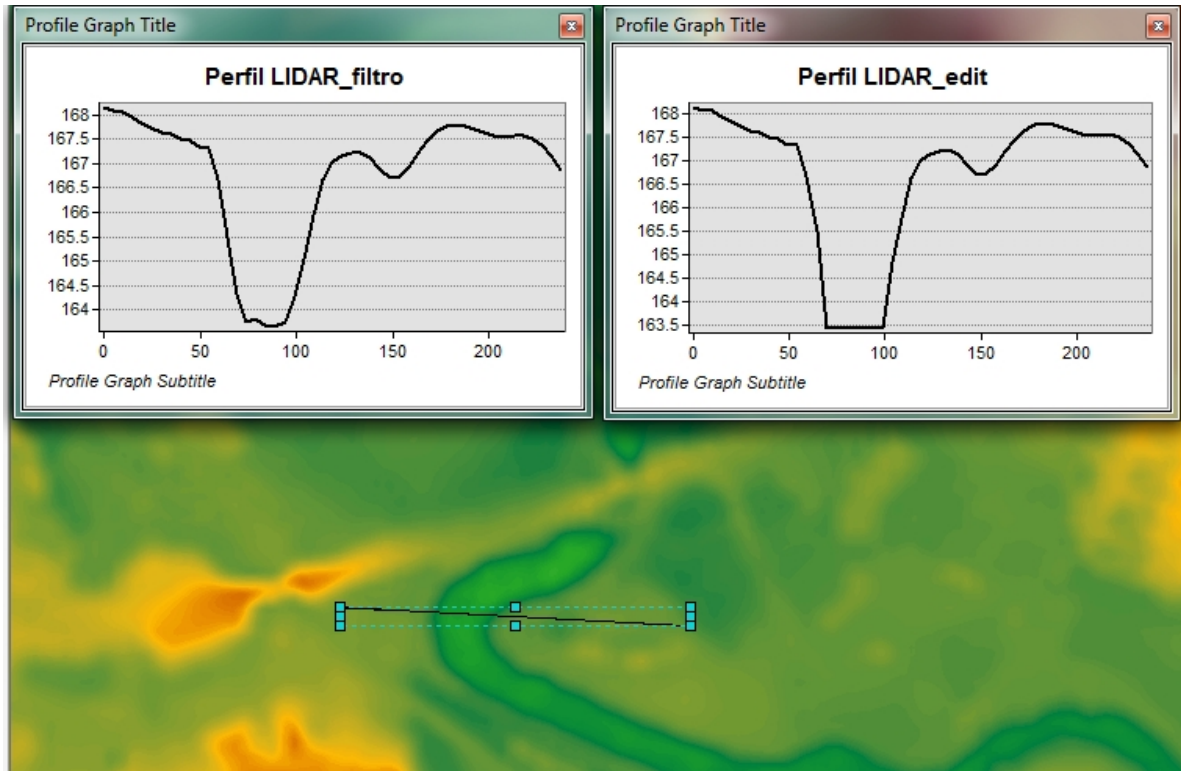 Profile Graph Title
Perfil LIDAR_filtro
168
167.5
167
166.5
166
165.5
165
164.5
164
0 50 100 150 200
Profile Graph Subtitle
Profile Graph Title
Perfil LIDAR_edit
168
167.5
167
166.5
166
165.5
165
164.5
164
163.5
0 50 100 150 200
Profile Graph Subtitle